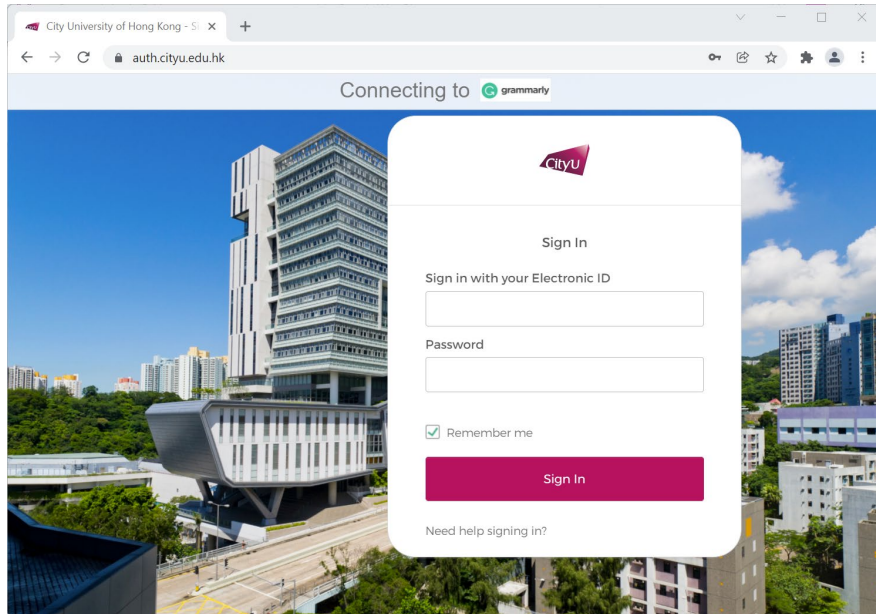 City University of Hong Kong - Si
auth.cityu.edu.hk
Connecting to grammarly
CityU
Sign In
Sign in with your Electronic ID
Password
Remember me
Sign In
Need help signing in?